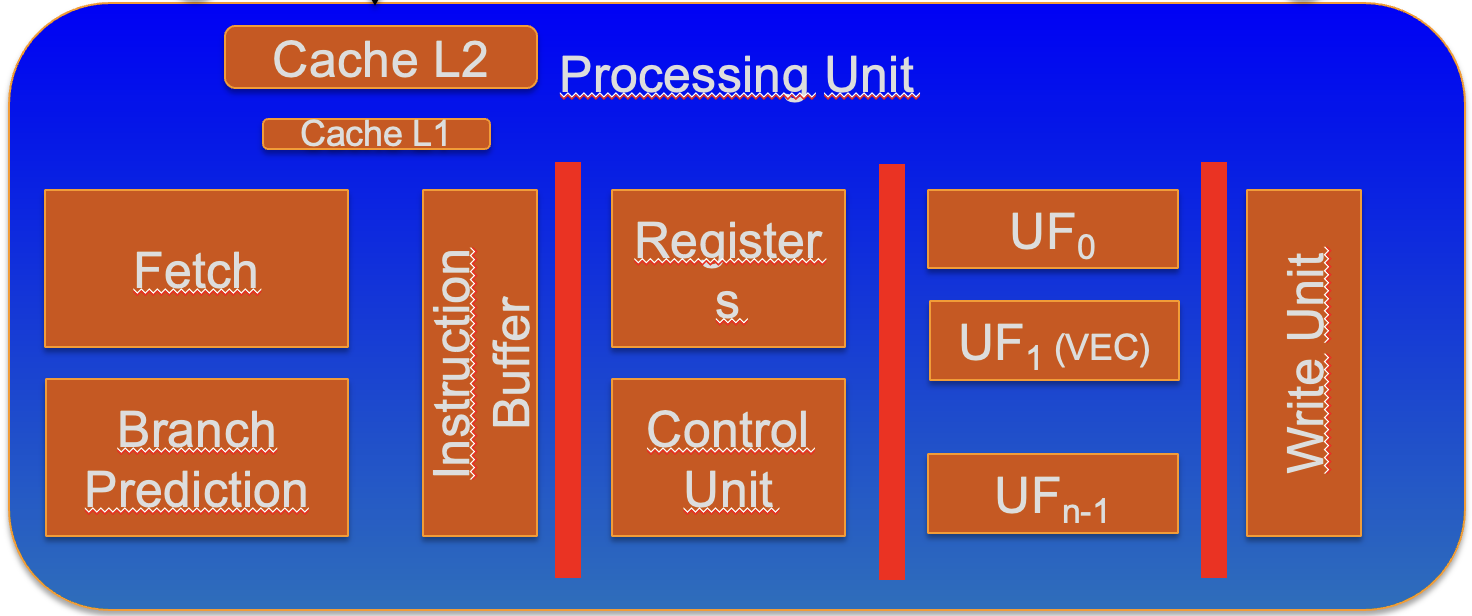 Cache L2
Processing Unit
Cache L1
Fetch
Branch
Prediction
Instruction
Buffer
Register
s
Control
Unit
UF0
UF1 (VEC)
UFn-1
Write Unit